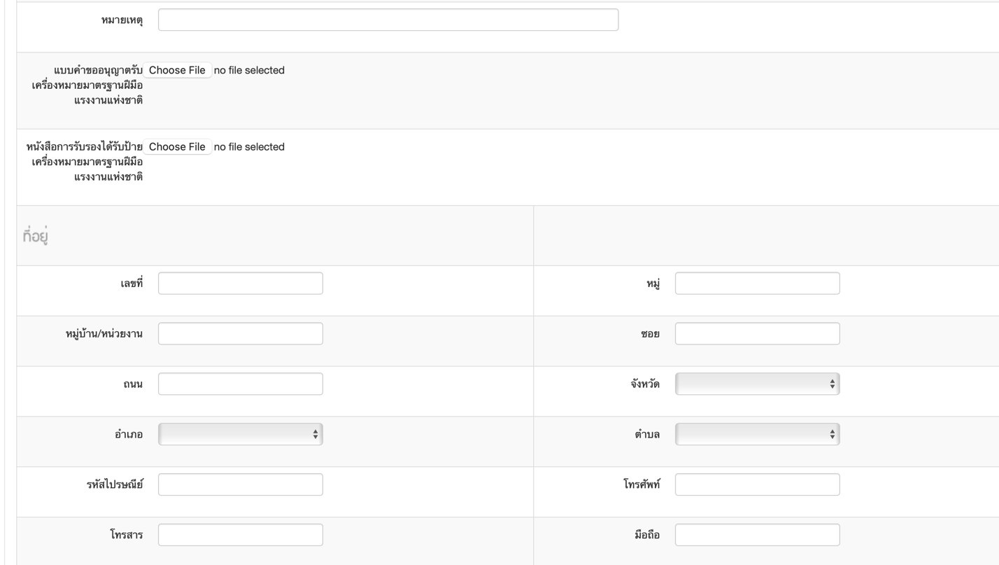 หมายเหตุ
แบบคำขออนุญาตรับ Choose File no file selected
เครื่องหมายมาตรฐานฝีมือ
แรงงานแห่งชาติ
หนังสือการรับรองได้รับป้าย Choose File no file selected
เครื่องหมายมาตรฐานฝีมือ
แรงงานแห่งชาติ
ที่อยู่
เลขที่ หมู่
หมู่บ้าน/หน่วยงาน ซอย
ถนน จังหวัด
อำเภอ ตำบล
รหัสไปรษณีย์ โทรศัพท์
โทรสาร มือถือ